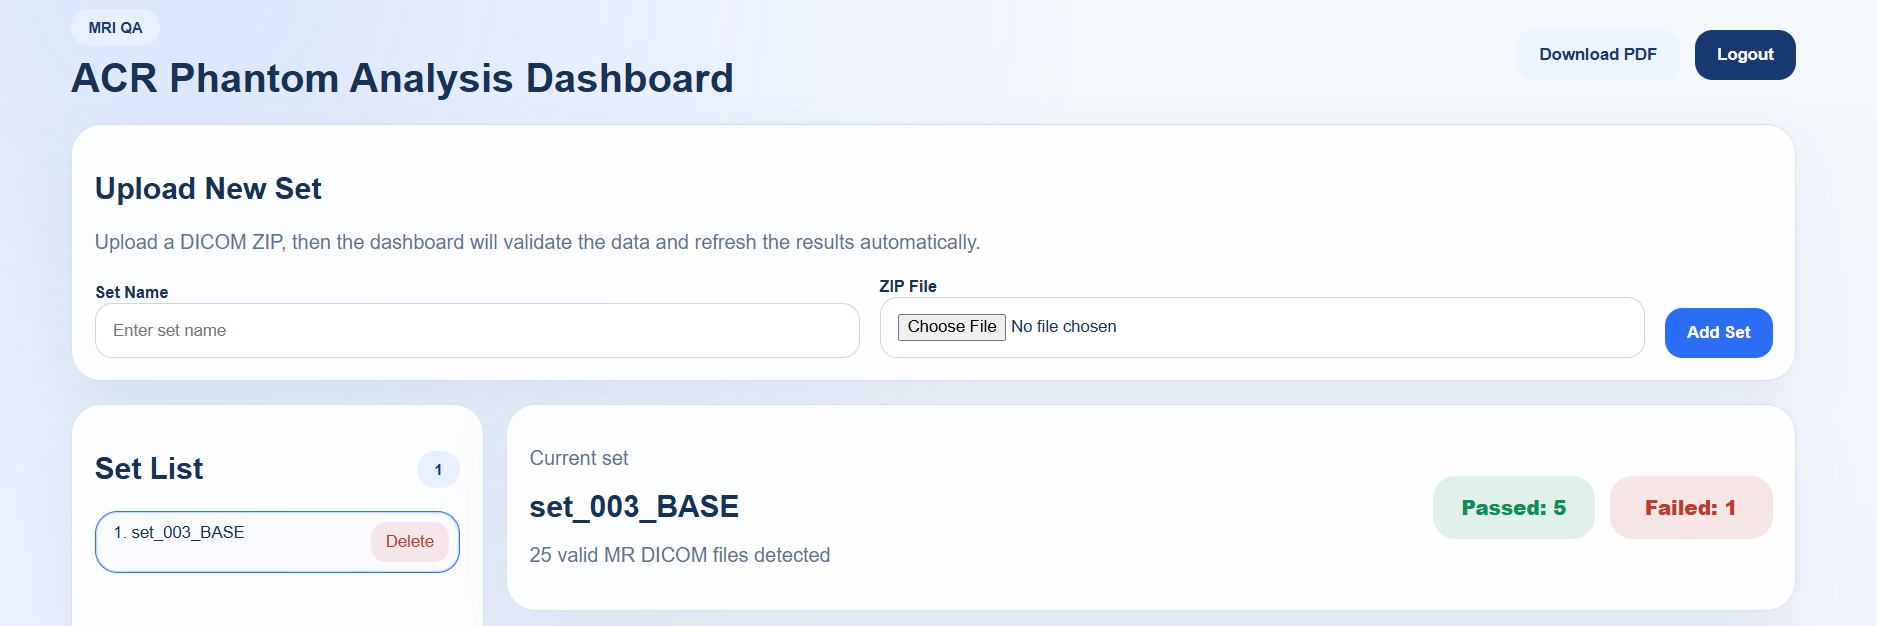 MRI QA
ACR Phantom Analysis Dashboard
Download PDF
Logout
Upload New Set
Upload a DICOM ZIP, then the dashboard will validate the data and refresh the results automatically.
Set Name
ZIP File
Enter set name
Choose File No file chosen
Add Set
Set List
1
1. set_003_BASE
Delete
Current set
set_003_BASE
25 valid MR DICOM files detected
Passed: 5
Failed: 1